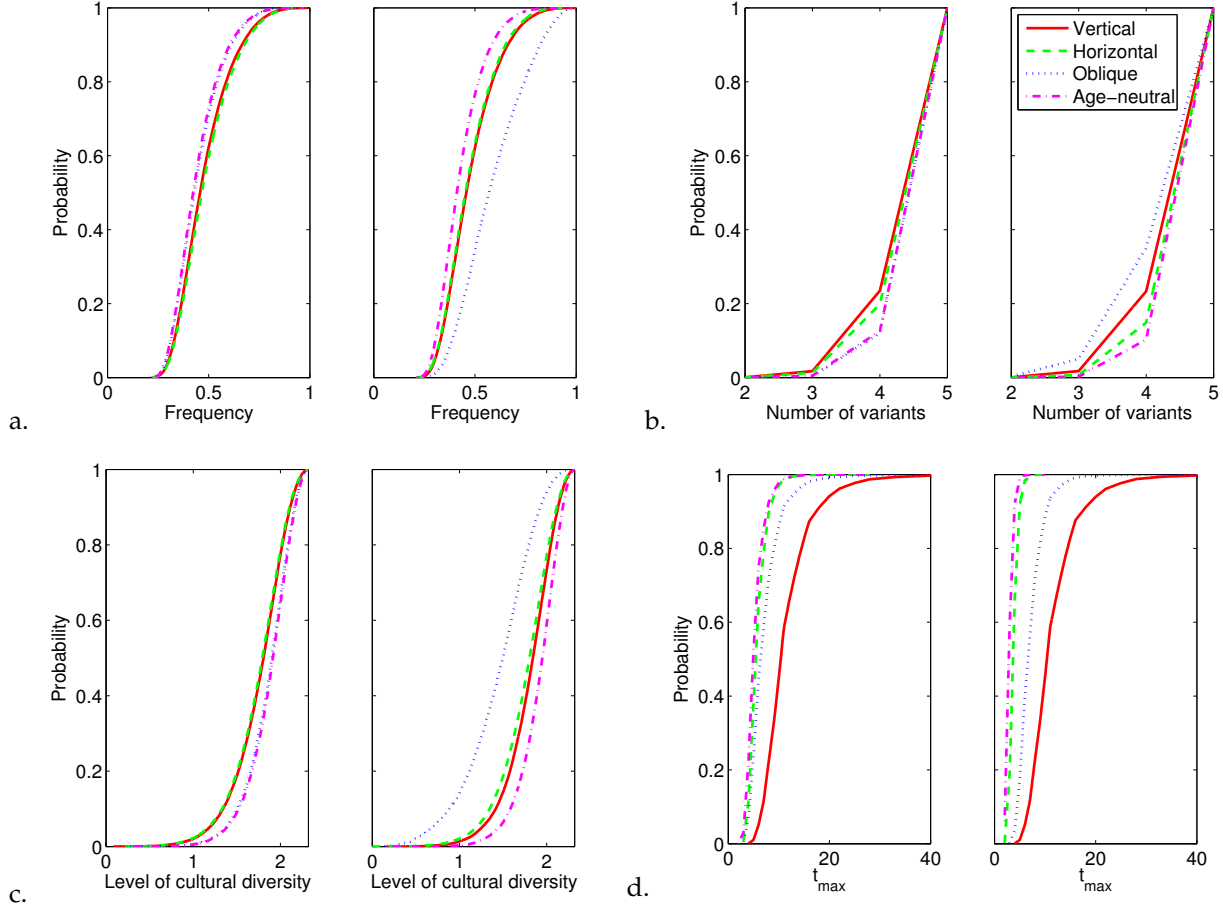 1
0.8
0.6
0.4
0.2
0
Probability
0 0.5 1
Frequency
0 0.5 1
Frequency
a.
1
0.8
0.6
0.4
0.2
0
Probability
2 3 4 5
Number of variants
2 3 4 5
Number of variants
Vertical
Horizontal
Oblique
Age-neutral
b.
1
0.8
0.6
0.4
0.2
0
Probability
0 1 2
Level of cultural diversity
0 1 2
Level of cultural diversity
c.
1
0.8
0.6
0.4
0.2
0
Probability
0 20 40
tmax
0 20 40
tmax
d.